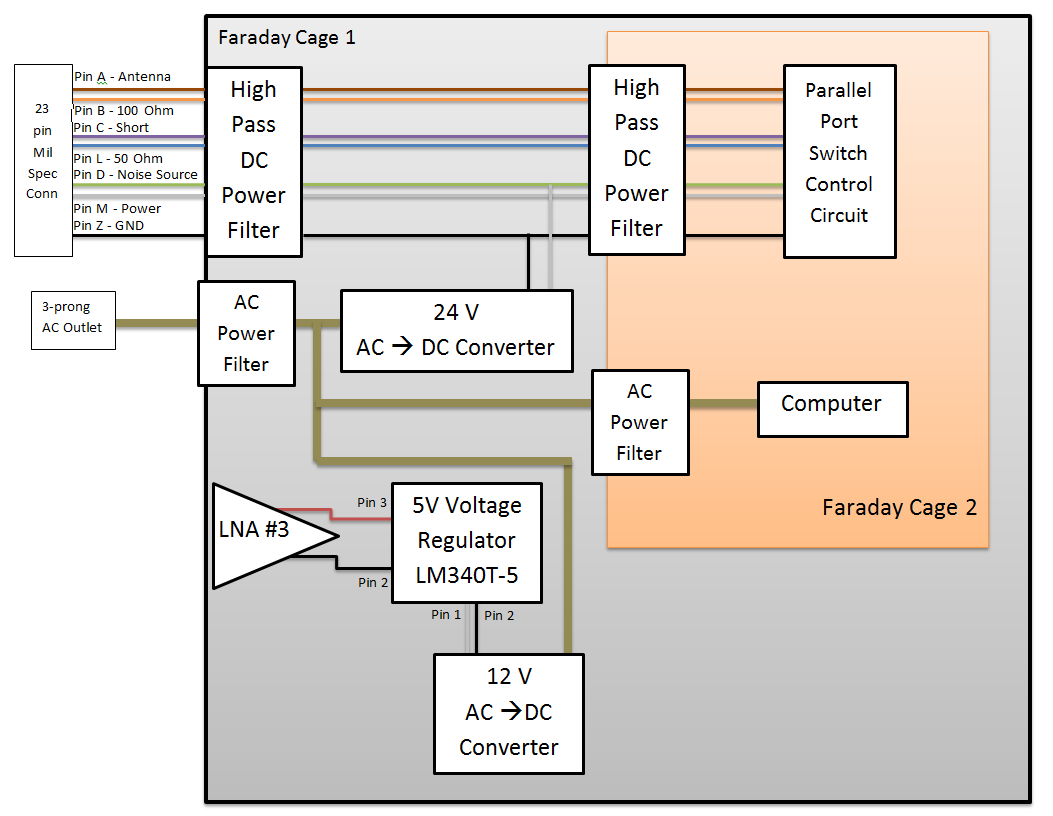 Faraday Cage 1
23
pin
Mil
Spec
Conn
Pin A - Antenna
Pin B - 100 Ohm
Pin C - Short
Pin L - 50 Ohm
Pin D - Noise Source
Pin M - Power
Pin Z - GND
High
Pass
DC
Power
Filter
High
Pass
DC
Power
Filter
Parallel
Port
Switch
Control
Circuit
3-prong
AC Outlet
AC
Power
Filter
24 V
AC → DC Converter
AC
Power
Filter
Computer
Faraday Cage 2
LNA #3
Pin 3
Pin 2
5V Voltage
Regulator
LM340T-5
Pin 1
Pin 2
12 V
AC →DC
Converter